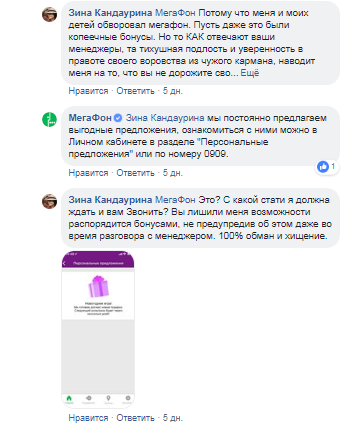 Зина Кандаурина МегаФон Потому что меня и моих
детей обворовал мегафон. Пусть даже это были
копеечные бонусы. Но то КАК отвечают ваши
менеджеры, та тихушная подлость и уверенность в
правоте своего воровства из чужого кармана, наводит
меня на то, что вы не дорожите сво... Ещё
Нравится · Ответить · 5 дн.
МегаФон Зина Кандаурина мы постоянно предлагаем
выгодные предложения, ознакомиться с ними можно в
Личном кабинете в разделе "Персональные
предложения" или по номеру 0909.
1
Нравится · Ответить · 5 дн.
Зина Кандаурина МегаФон Это? С какой стати я должна
ждать и вам Звонить? Вы лишили меня возможности
распорядится бонусами, не предупредив об этом даже во
время разговора с менеджером. 100% обман и хищение.
Персональные предложения
Нравится · Ответить · 5 дн.